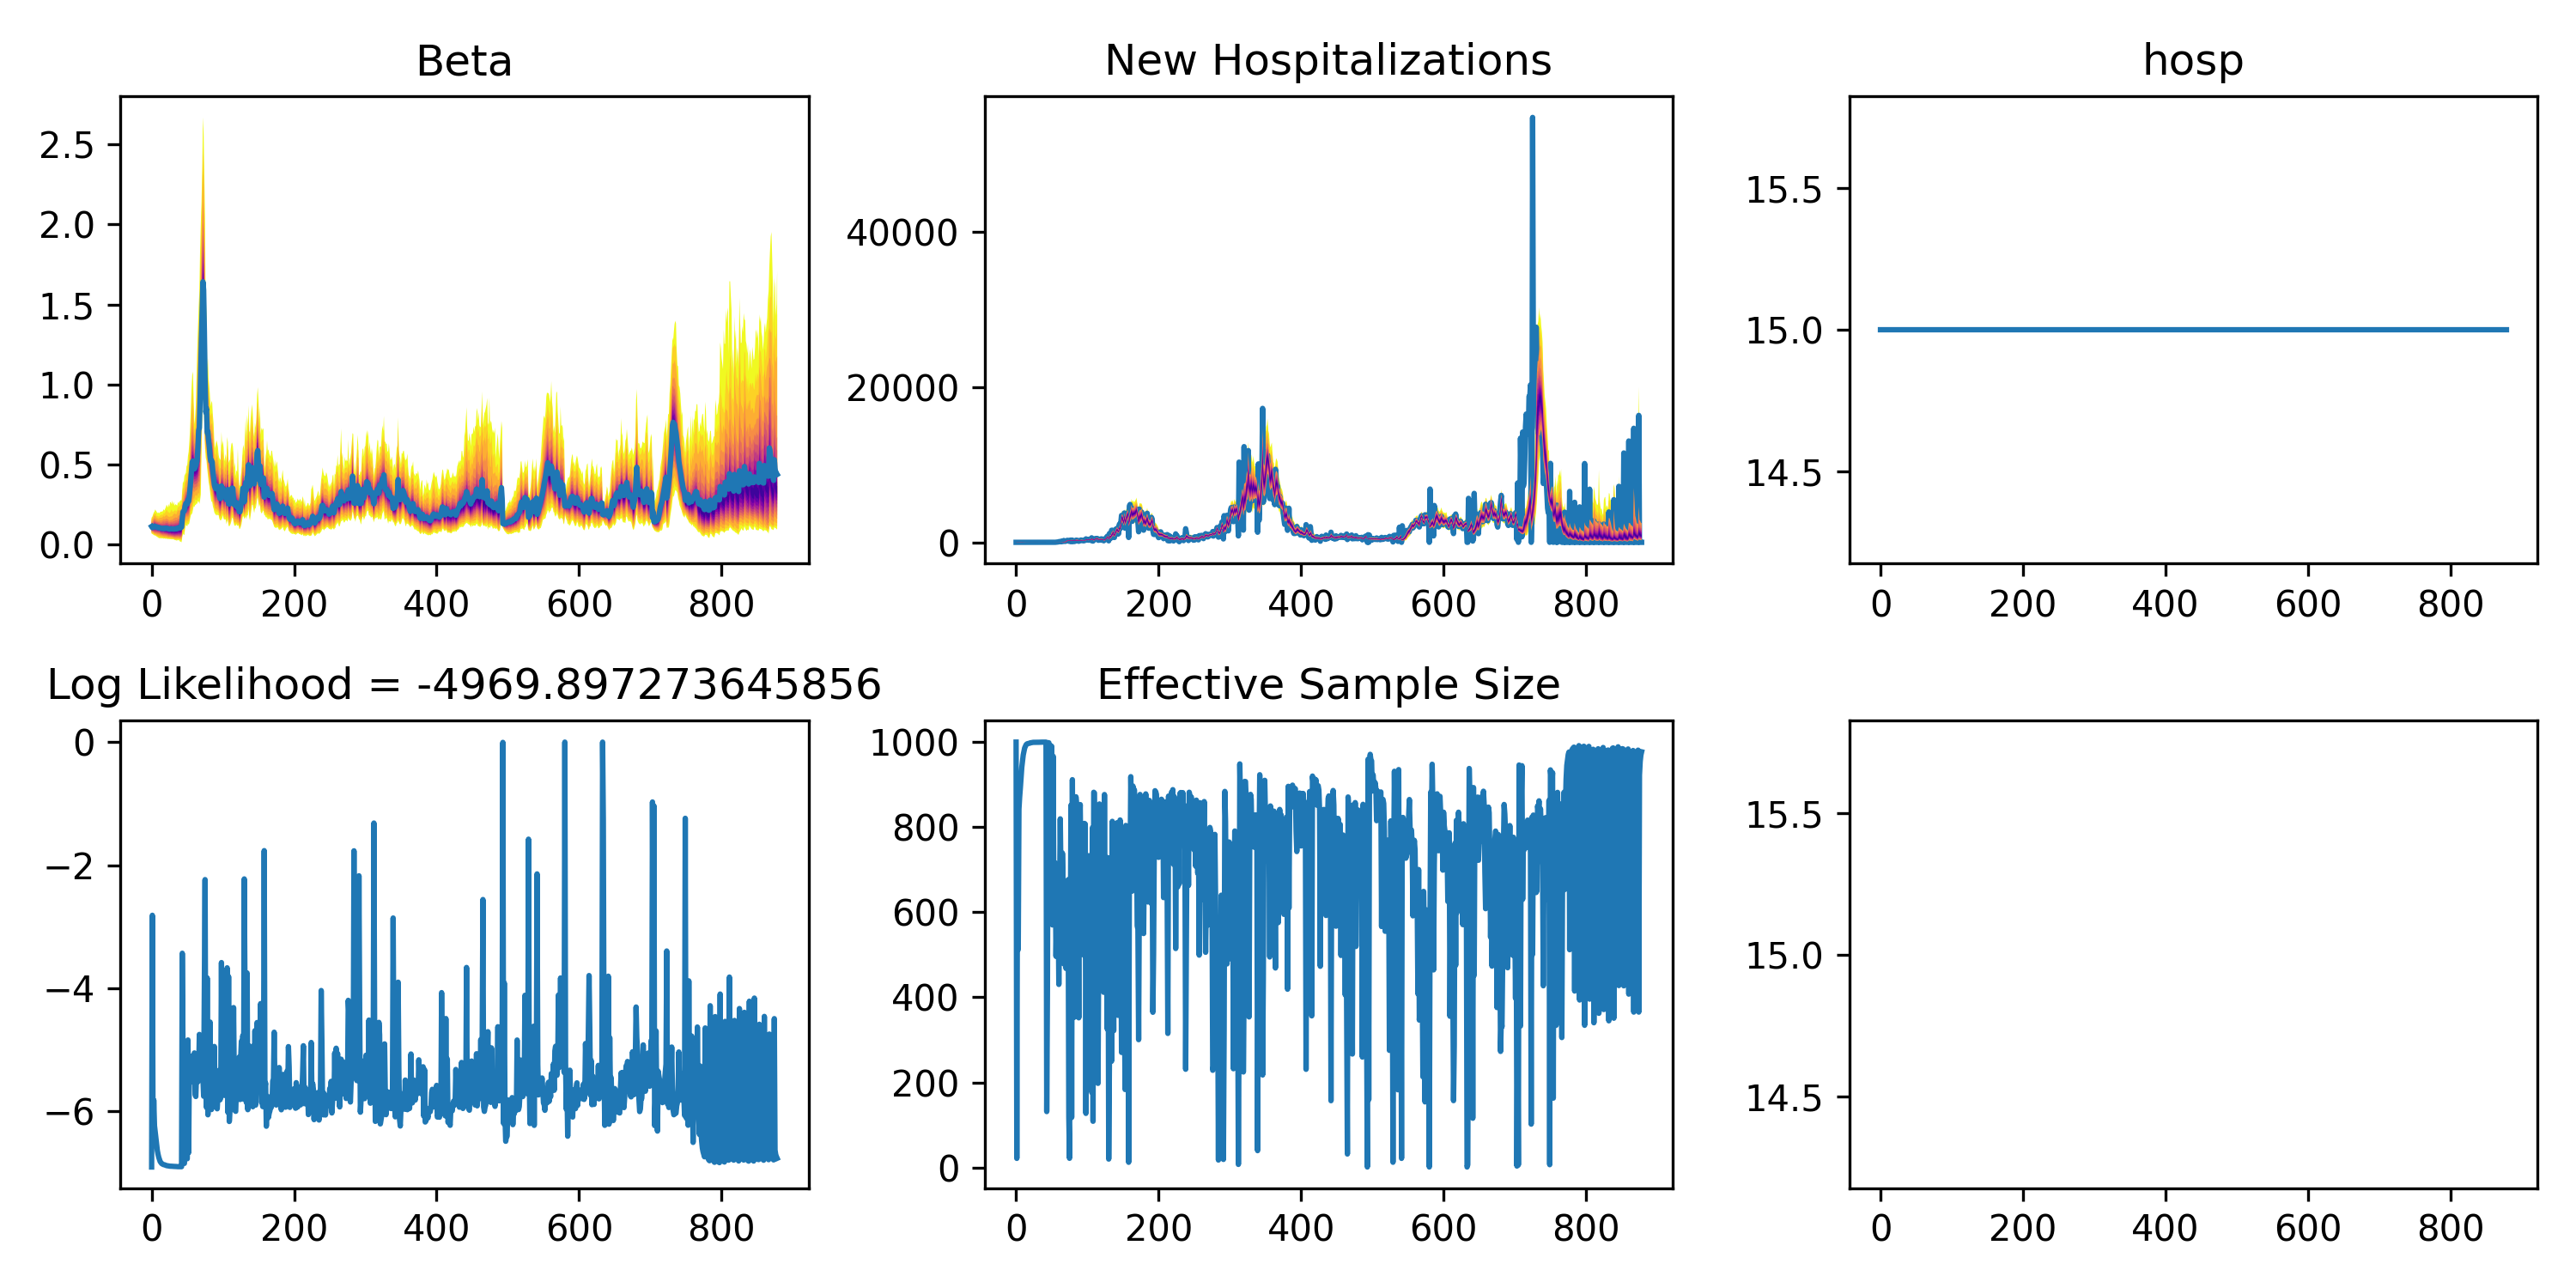 Beta
2.5
2.0
1.5
1.0
0.5
0.0
0 200 400 600 800
New Hospitalizations
40000
20000
0
0 200 400 600 800
hosp
15.5
15.0
14.5
0 200 400 600 800
Log Likelihood = -4969.897273645856
0
−2
−4
−6
0 200 400 600 800
Effective Sample Size
1000
800
600
400
200
0
0 200 400 600 800
15.5
15.0
14.5
0 200 400 600 800